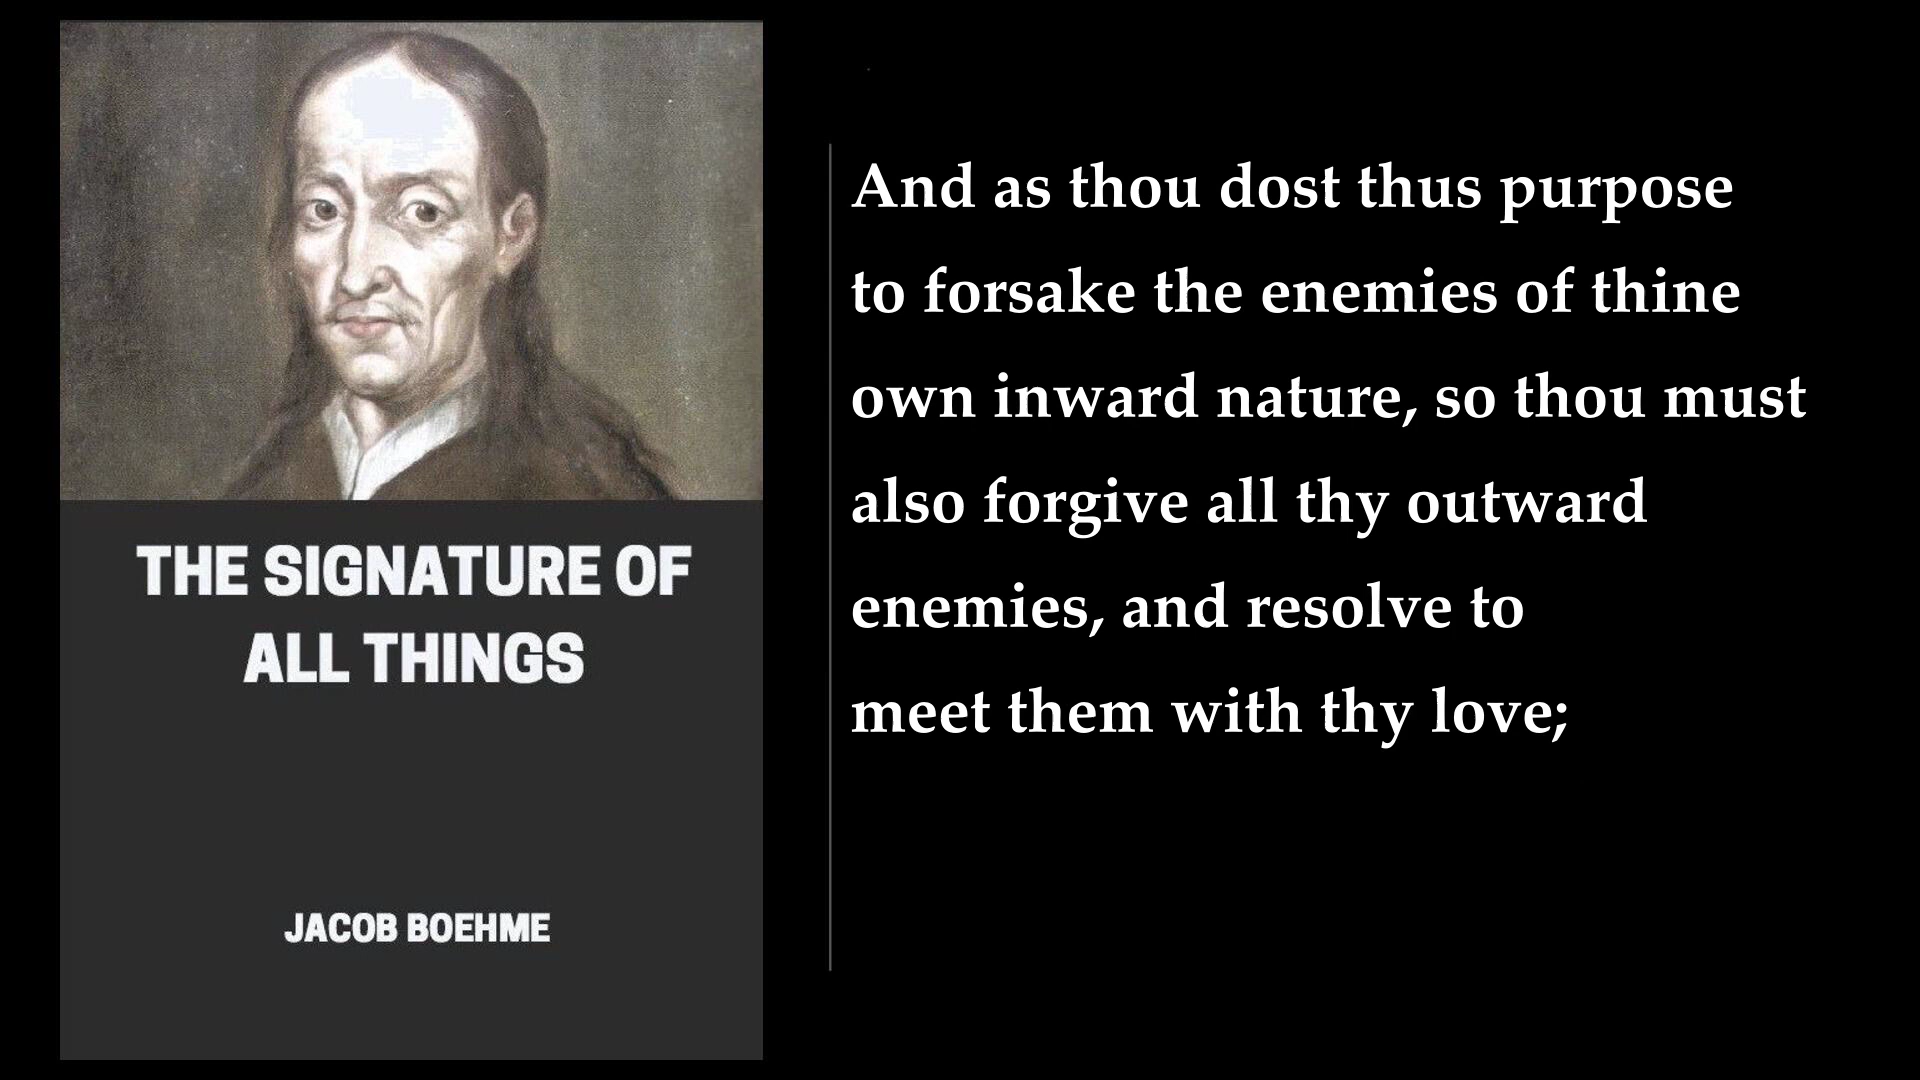 THE SIGNATURE OF
ALL THINGS
JACOB BOEHME
And as thou dost thus purpose
to forsake the enemies of thine
own inward nature, so thou must
also forgive all thy outward
enemies, and resolve to
meet them with thy love;